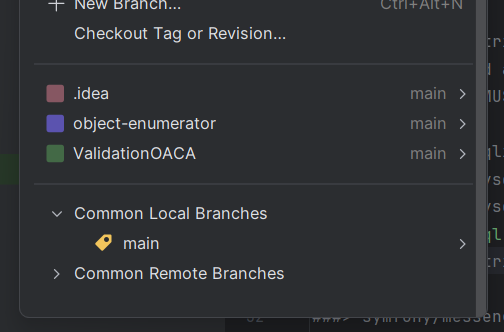 New Branch... Ctrl+Alt+N
Checkout Tag or Revision...
.idea main
object-enumerator main
ValidationOACA main
Common Local Branches
main
Common Remote Branches